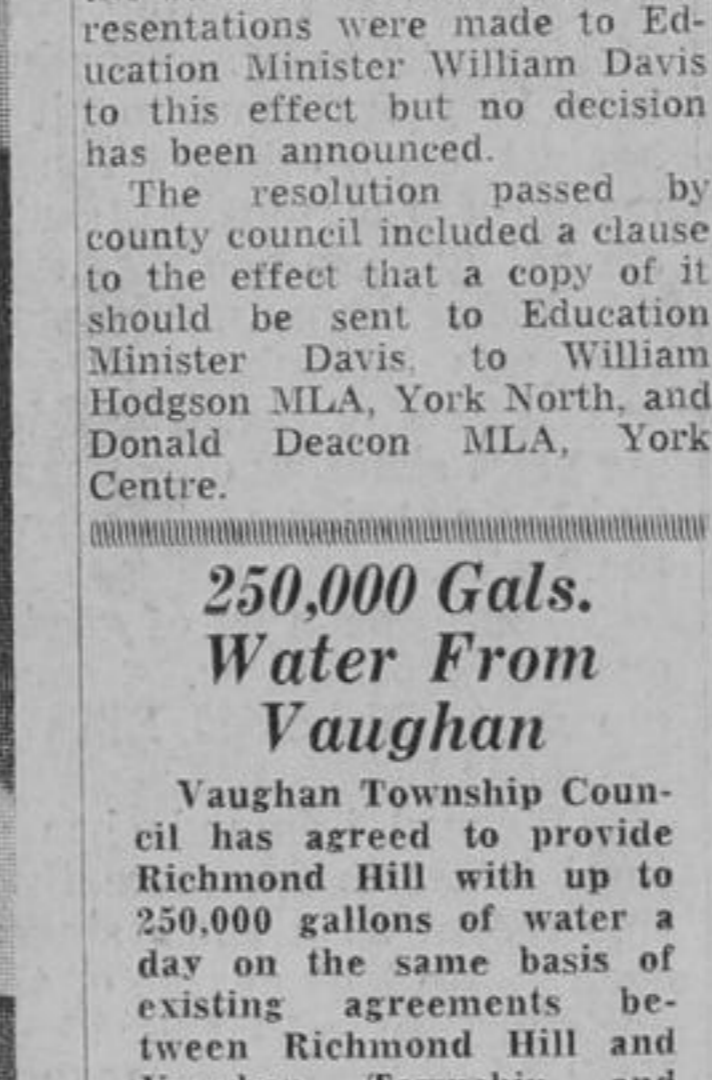 resentations were made to Ed-
ucation Minister William Davis
to this effect but no decision
has been announced.
The resolution passed by
county council included a clause
to the effect that a copy of it
should be sent to Education
Minister Davis, to William
Hodgson MLA, York North, and
Donald Deacon MLA, York
Centre.
250,000 Gals.
Water From
Vaughan
Vaughan Township Coun-
cil has agreed to provide
Richmond Hill with up to
250,000 gallons of water a
day on the same basis of
existing agreements be-
tween Richmond Hill and
Township and